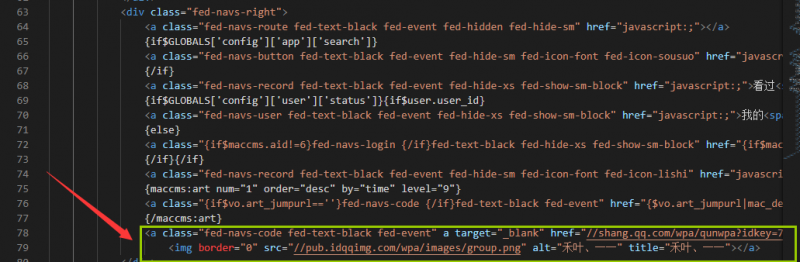 62
63 <div class="fed-navs-right">
64 <a class="fed-navs-route fed-text-black fed-event fed-hidden fed-hide-sm" href="javascript:;"></a>
65 {if$GLOBALS['config']['app']['search']}
66 <a class="fed-navs-button fed-text-black fed-event fed-hide-sm fed-icon-font fed-icon-sousuo" href="javascrip
67 {/if}
68 <a class="fed-navs-record fed-text-black fed-event fed-hide-xs fed-show-sm-block" href="javascript:;">看过<
69 {if$GLOBALS['config']['user']['status']}{if$user.user_id}
70 <a class="fed-navs-user fed-text-black fed-event fed-hide-xs fed-show-sm-block" href="javascript:;">我的<sp
71 {else}
72 <a class="{if$maccms.aid!=6}fed-navs-login {/if}fed-text-black fed-hide-xs fed-show-sm-block" href="{if$mac
73 {/if}{/if}
74 <a class="fed-navs-record fed-text-black fed-event fed-hide-sm fed-icon-font fed-icon-lishi" href="javascri
75 {maccms:art num="1" order="desc" by="time" level="9"}
76 <a class="{if$vo.art_jumpurl==''}fed-navs-code {/if}fed-text-black fed-event" href="{$vo.art_jumpurl|mac_de
77 {/maccms:art}
78 <a class="fed-navs-code fed-text-black fed-event" a target="_blank" href="//shang.qq.com/wpa/qunwpa?idkey=7
79 <img border="0" src="//pub.idqqimg.com/wpa/images/group.png" alt="禾叶、一一" title="禾叶、一一"></a>